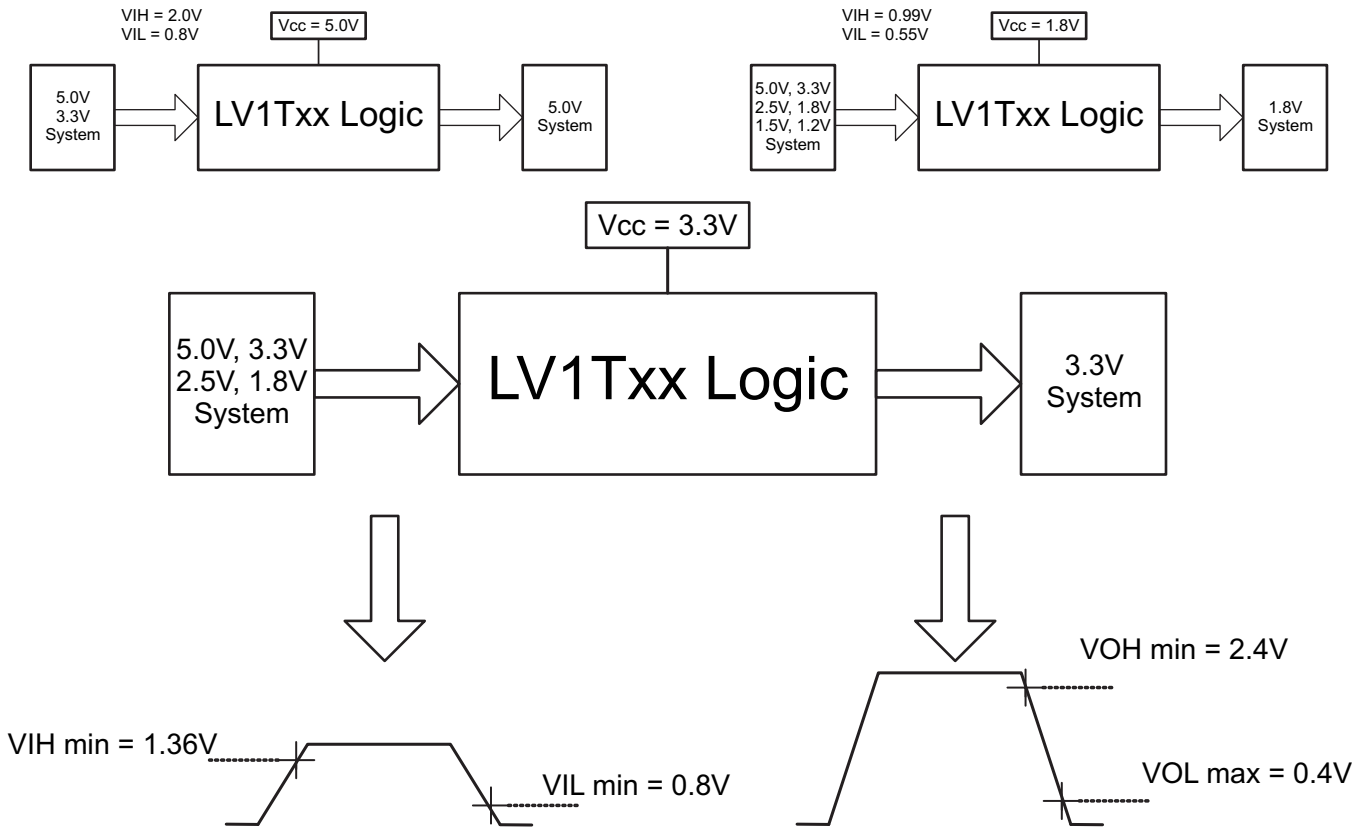 VIH = 2.0V
VIL = 0.8V
Vcc = 5.0V
5.0V
3.3V
System
LV1Txx Logic
5.0V
System
VIH = 0.99V
VIL = 0.55V
Vcc = 1.8V
5.0V, 3.3V
2.5V, 1.8V
1.5V, 1.2V
System
LV1Txx Logic
1.8V
System
Vcc = 3.3V
5.0V, 3.3V
2.5V, 1.8V
System
LV1Txx Logic
3.3V
System
VIH min = 1.36V
VIL min = 0.8V
VOH min = 2.4V
VOL max = 0.4V